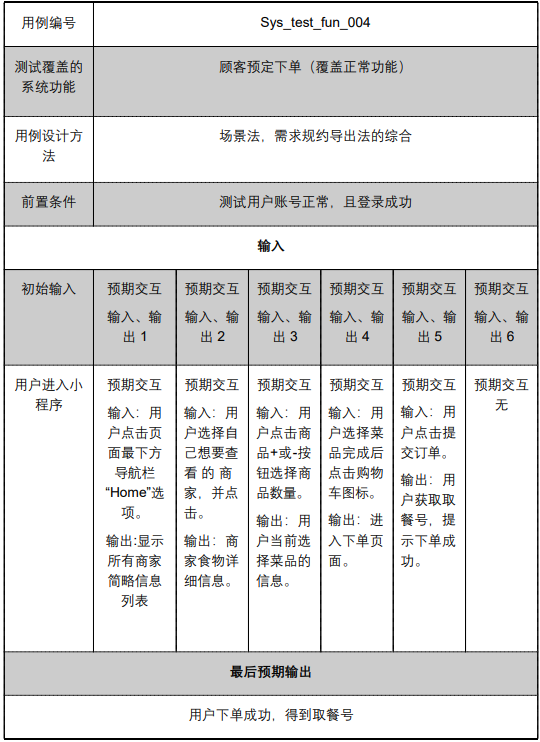 用例编号
Sys_test_fun_004
测试覆盖的
系统功能
顾客预定下单（覆盖正常功能）
用例设计方
法
场景法，需求规约导出法的综合
前置条件
测试用户账号正常，且登录成功
输入
初始输入
预期交互
输入、输
出 1
预期交互
输入、输
出 2
预期交互
输入、输
出 3
预期交互
输入、输
出 4
预期交互
输入、输
出 5
预期交互
输入、输
出 6
用户进入小
程序
预期交互
输入：用
户点击页
面最下方
导航栏
“Home”选
项。
输出:显示
所有商家
简略信息
列表
预期交互
输入：用
户选择自
己想要查
看 的 商
家，并点
击。
输出：商
家食物详
细信息。
预期交互
输入：用
户点击商
品+或-按
钮选择商
品数量。
输出：用
户当前选
择菜品的
信息。
预期交互
输入：用
户选择菜
品完成后
点击购物
车图标。
输出：进
入下单页
面。
预期交互
输入：用
户点击提
交订单。
输出：用
户获取取
餐号，提
示下单成
功。
预期交互
无
最后预期输出
用户下单成功，得到取餐号